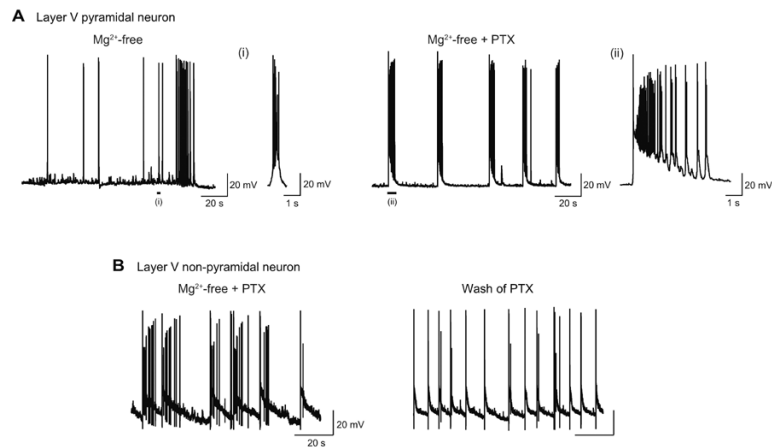 A Layer V pyramidal neuron
Mg²⁺-free
(i)
Mg²⁺-free + PTX
(ii)
20 mV
20 s
(i)
20 mV
1 s
20 mV
20 s
(ii)
20 mV
1 s
B Layer V non-pyramidal neuron
Mg²⁺-free + PTX
Wash of PTX
20 mV
20 s